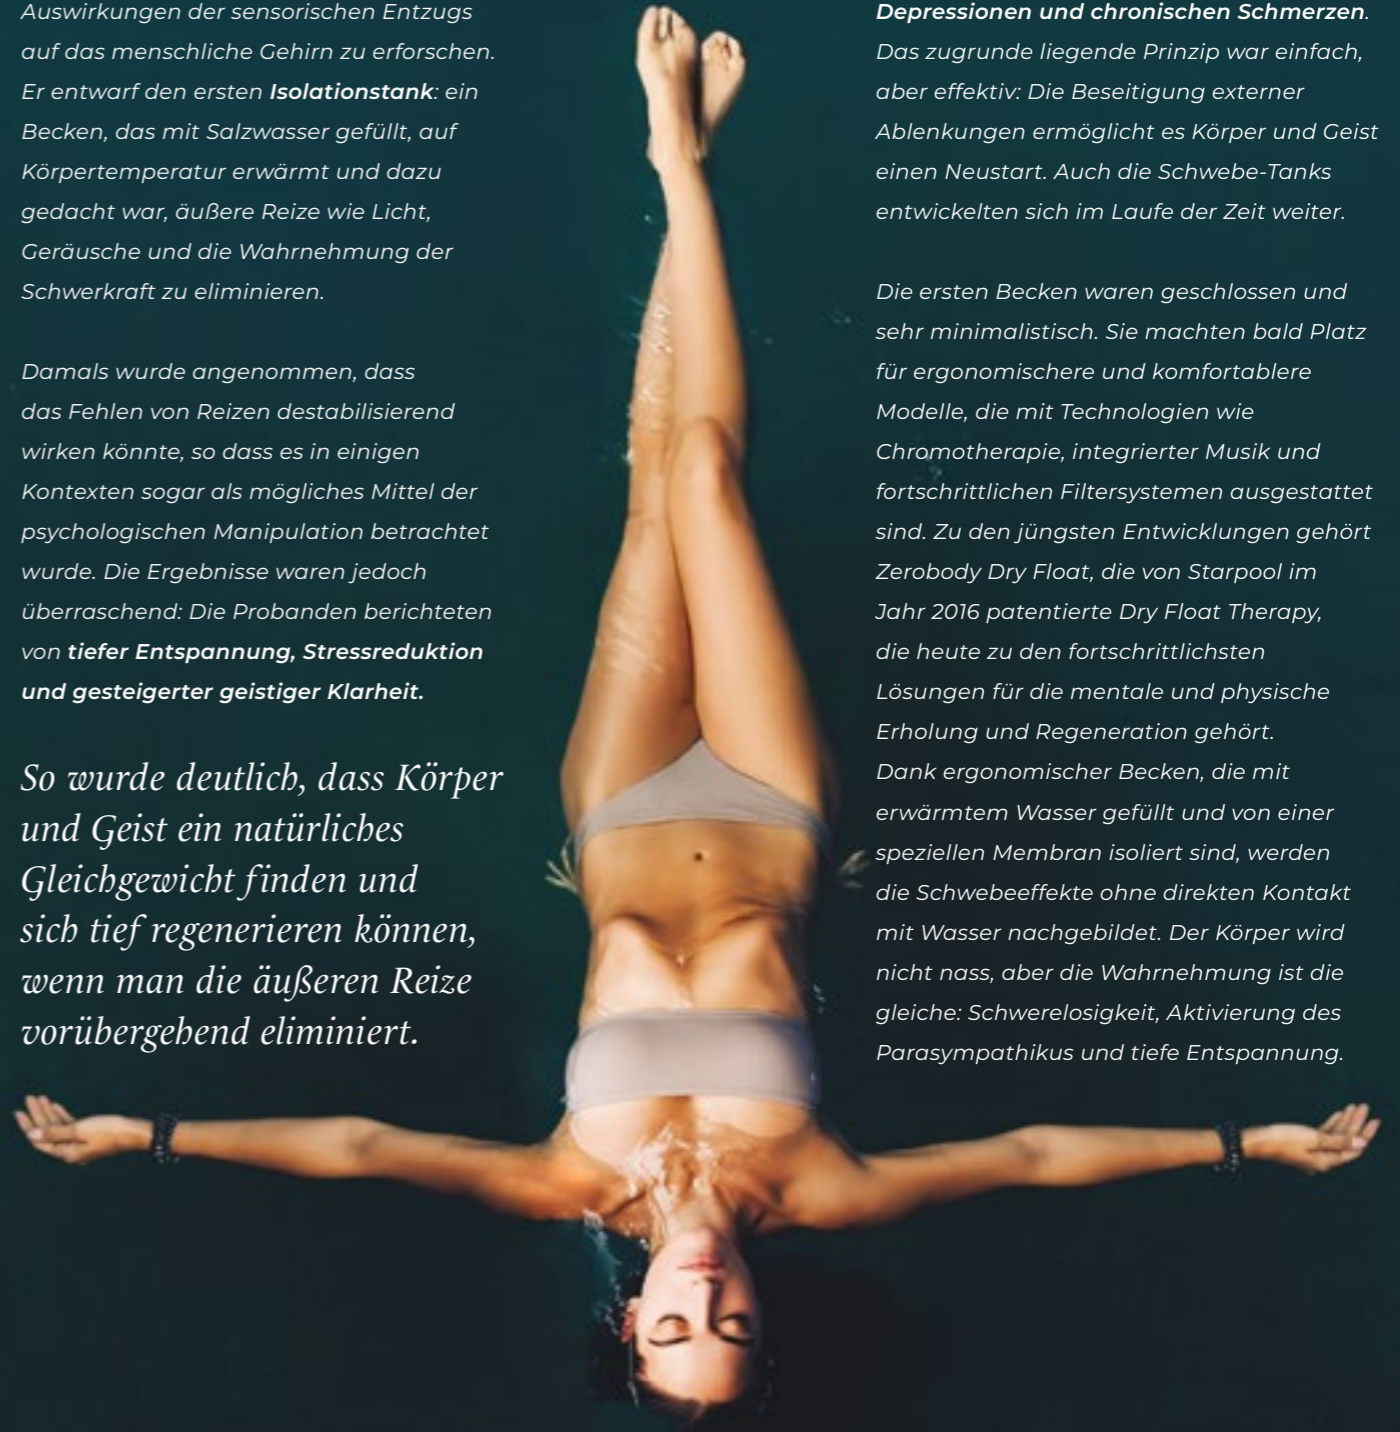 Auswirkungen der sensorischen Entzugs
auf das menschliche Gehirn zu erforschen.
Er entwarf den ersten Isolationstank: ein
Becken, das mit Salzwasser gefüllt, auf
Körpertemperatur erwärmt und dazu
gedacht war, äußere Reize wie Licht,
Geräusche und die Wahrnehmung der
Schwerkraft zu eliminieren.
Damals wurde angenommen, dass
das Fehlen von Reizen destabilisierend
wirken könnte, so dass es in einigen
Kontexten sogar als mögliches Mittel der
psychologischen Manipulation betrachtet
wurde. Die Ergebnisse waren jedoch
überraschend: Die Probanden berichteten
von tiefer Entspannung, Stressreduktion
und gesteigerter geistiger Klarheit.
So wurde deutlich, dass Körper
und Geist ein natürliches
Gleichgewicht finden und
sich tief regenerieren können,
wenn man die äußeren Reize
vorübergehend eliminiert.
Depressionen und chronischen Schmerzen.
Das zugrunde liegende Prinzip war einfach,
aber effektiv: Die Beseitigung externer
Ablenkungen ermöglicht es Körper und Geist
einen Neustart. Auch die Schwebe-Tanks
entwickelten sich im Laufe der Zeit weiter.
Die ersten Becken waren geschlossen und
sehr minimalistisch. Sie machten bald Platz
für ergonomischere und komfortablere
Modelle, die mit Technologien wie
Chromotherapie, integrierter Musik und
fortschrittlichen Filtersystemen ausgestattet
sind. Zu den jüngsten Entwicklungen gehört
Zerobody Dry Float, die von Starpool im
Jahr 2016 patentierte Dry Float Therapy,
die heute zu den fortschrittlichsten
Lösungen für die mentale und physische
Erholung und Regeneration gehört.
Dank ergonomischer Becken, die mit
erwärmtem Wasser gefüllt und von einer
speziellen Membran isoliert sind, werden
die Schwebeeffekte ohne direkten Kontakt
mit Wasser nachgebildet. Der Körper wird
nicht nass, aber die Wahrnehmung ist die
gleiche: Schwerelosigkeit, Aktivierung des
Parasympathikus und tiefe Entspannung.